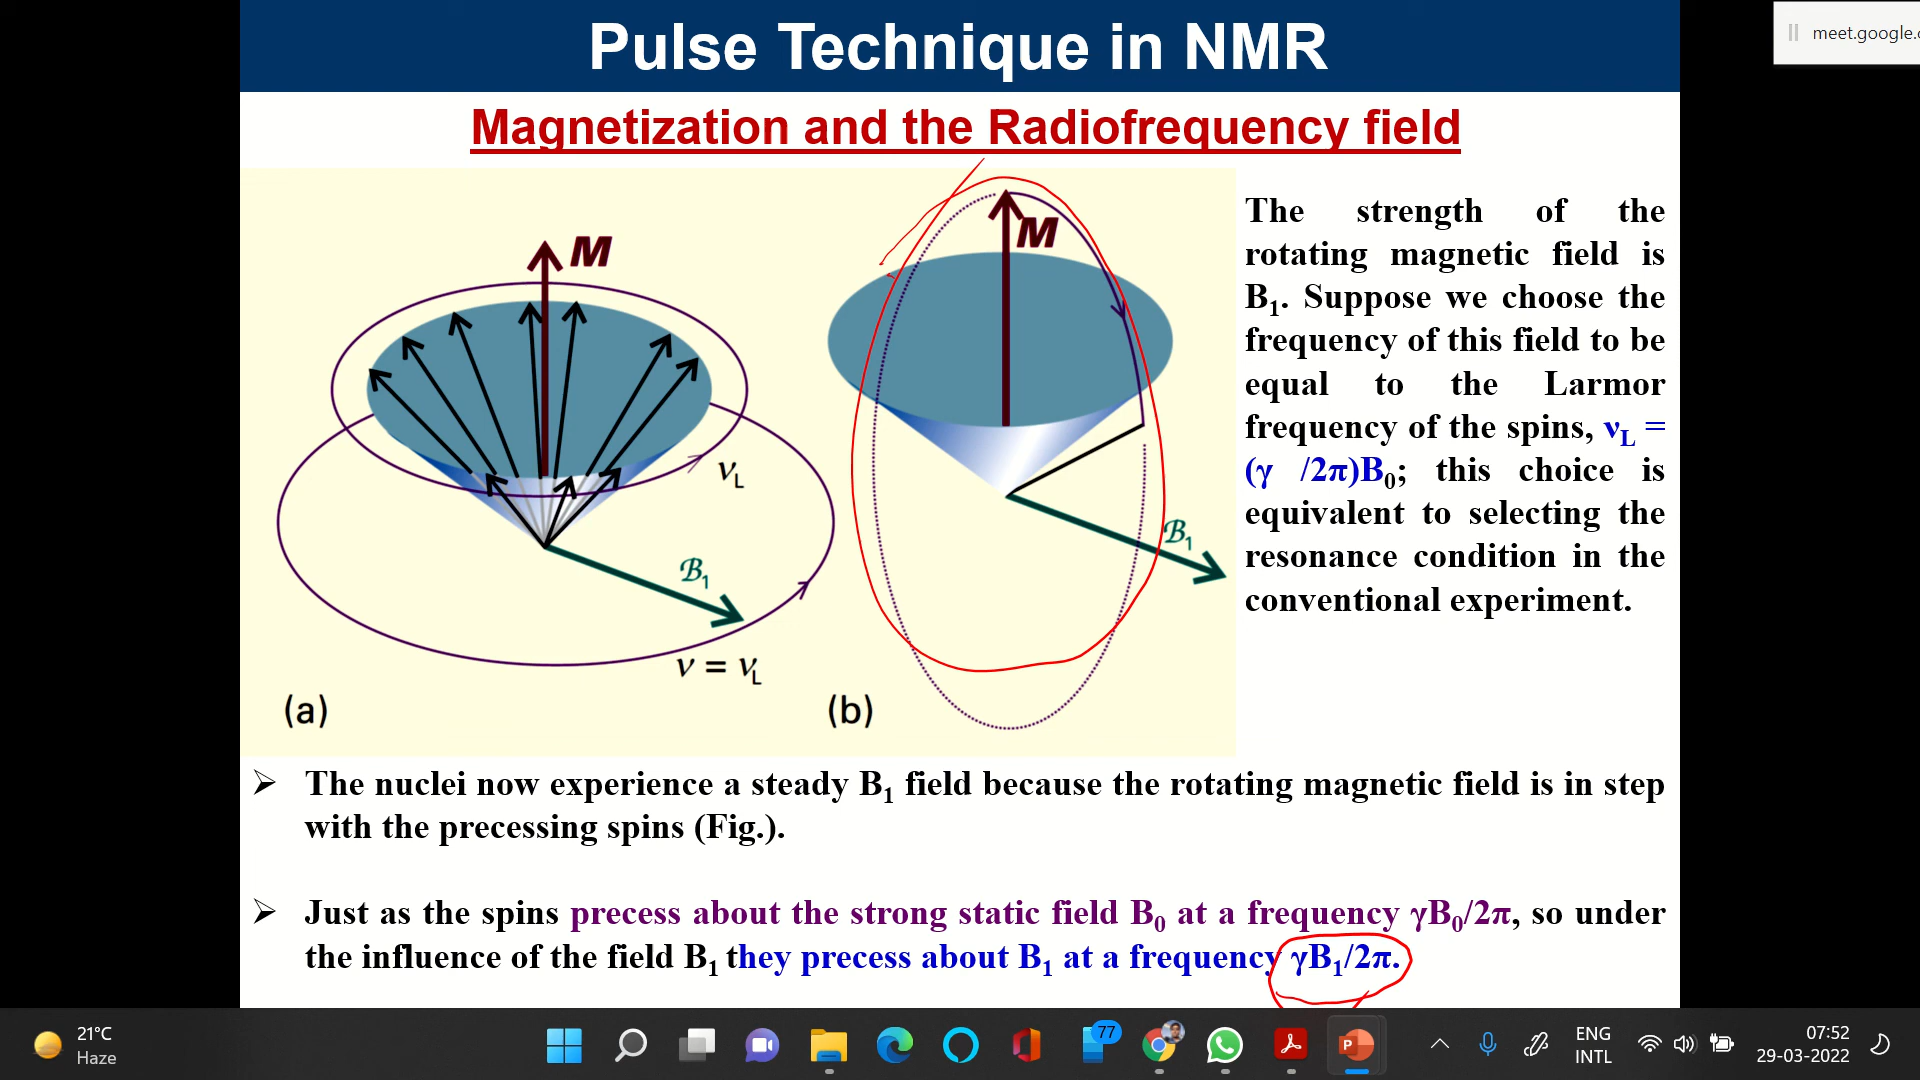 Pulse Technique in NMR
meet.google.c
Magnetization and the Radiofrequency field
M
νL
ℬ1
ν = νL
(a)
M
ℬ1
(b)
The strength of the
rotating magnetic field is
B1. Suppose we choose the
frequency of this field to be
equal to the Larmor
frequency of the spins, νL =
(γ /2π)B0; this choice is
equivalent to selecting the
resonance condition in the
conventional experiment.
➢ The nuclei now experience a steady B1 field because the rotating magnetic field is in step
with the precessing spins (Fig.).
➢ Just as the spins precess about the strong static field B0 at a frequency γB0/2π, so under
the influence of the field B1 they precess about B1 at a frequency γB1/2π.
21°C
Haze
77
ENG
INTL
07:52
29-03-2022